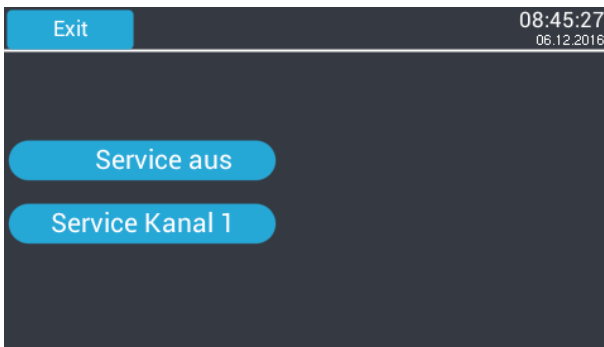 Exit
08:45:27
06.12.2016
Service aus
Service Kanal 1